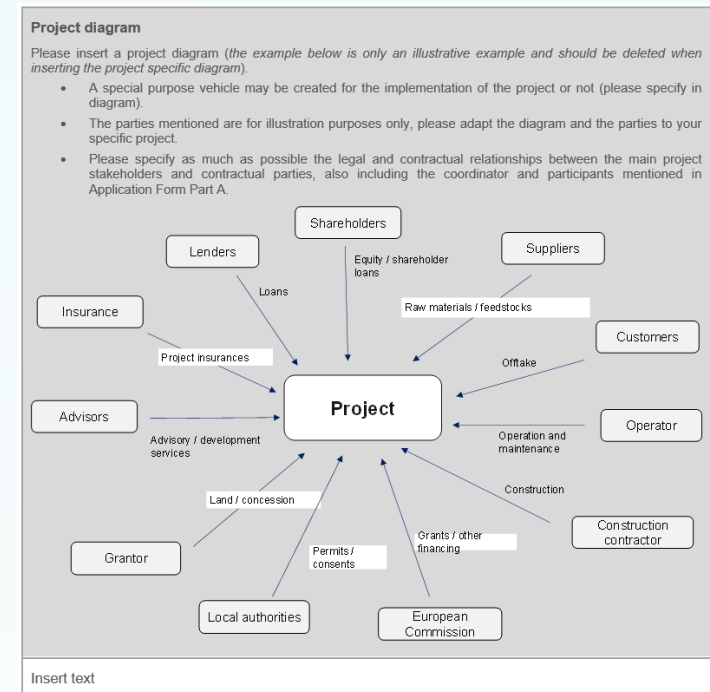 Project diagram
Please insert a project diagram (the example below is only an illustrative example and should be deleted when
inserting the project specific diagram).
• A special purpose vehicle may be created for the implementation of the project or not (please specify in
diagram).
• The parties mentioned are for illustration purposes only, please adapt the diagram and the parties to your
specific project.
• Please specify as much as possible the legal and contractual relationships between the main project
stakeholders and contractual parties, also including the coordinator and participants mentioned in
Application Form Part A.
Shareholders
Lenders
Suppliers
Equity / shareholder
loans
Loans
Raw materials / feedstocks
Insurance
Customers
Project insurances
Offtake
Project
Advisors
Operator
Advisory / development
services
Operation and
maintenance
Land / concession
Construction
Construction
contractor
Grants / other
financing
Permits /
consents
Grantor
Local authorities
European
Commission
Insert text